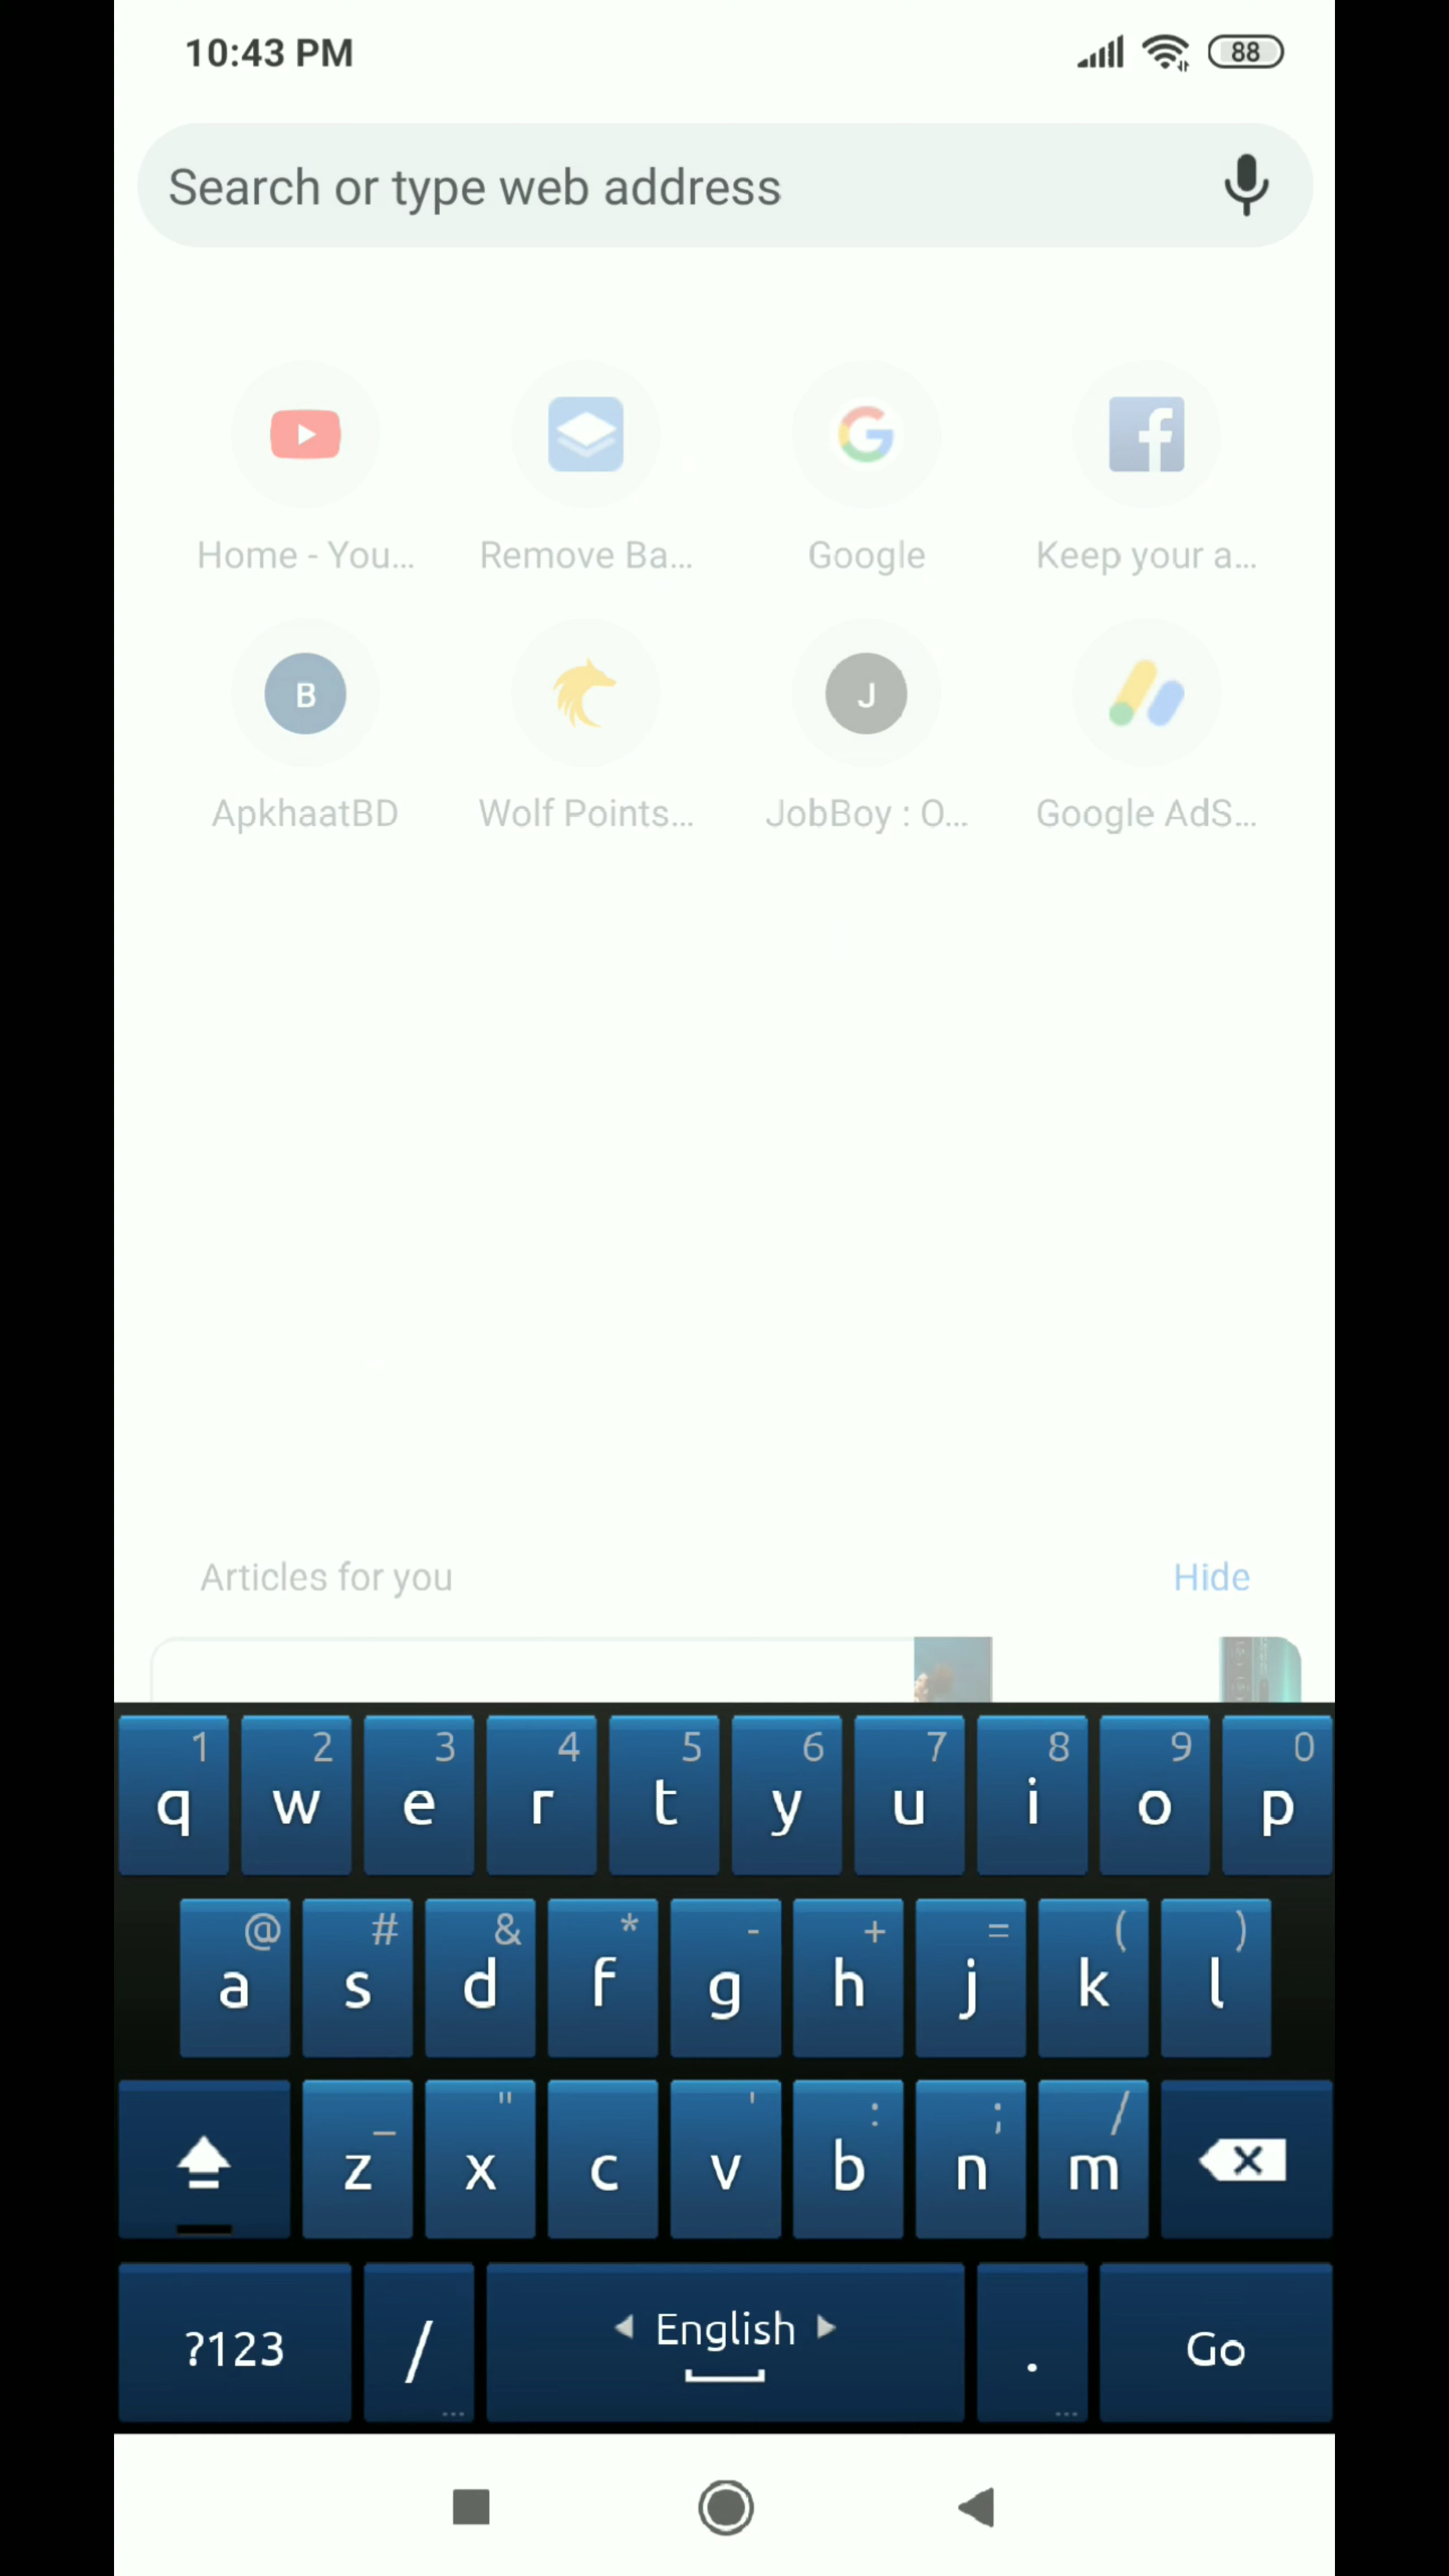 10:43 PM 88
Search or type web address
Home - You... Remove Ba... Google Keep your a...
B J
ApkhaatBD Wolf Points... JobBoy : O... Google AdS...
Articles for you Hide
1 2 3 4 5 6 7 8 9 0
q w e r t y u i o p
@ # & * - + = ( )
a s d f g h j k l
_ " ' : ; /
z x c v b n m
?123 / English . Go